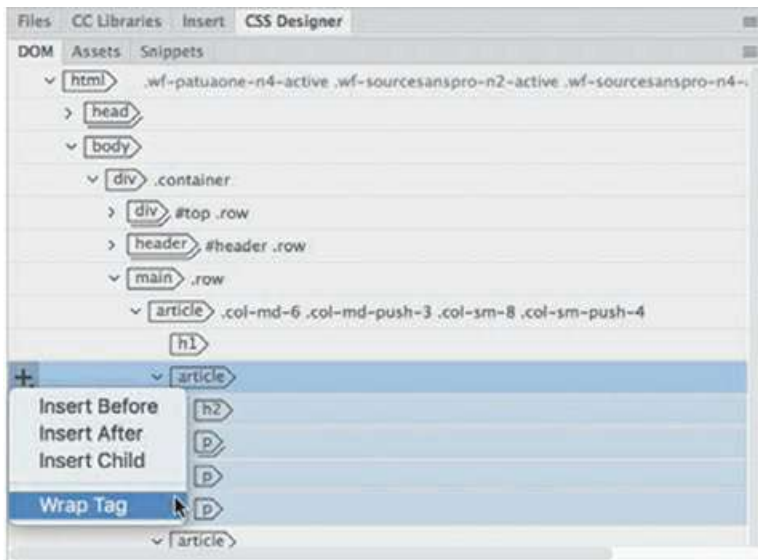 Files CC Libraries Insert CSS Designer
DOM Assets Snippets
html .wf-patuaone-n4-active .wf-sourcesanspro-n2-active .wf-sourcesanspro-n4-
head
body
div .container
div #top .row
header #header .row
main .row
article .col-md-6 .col-md-push-3 .col-sm-8 .col-sm-push-4
h1
article
Insert Before
h2
Insert After
p
Insert Child
p
Wrap Tag
p
article